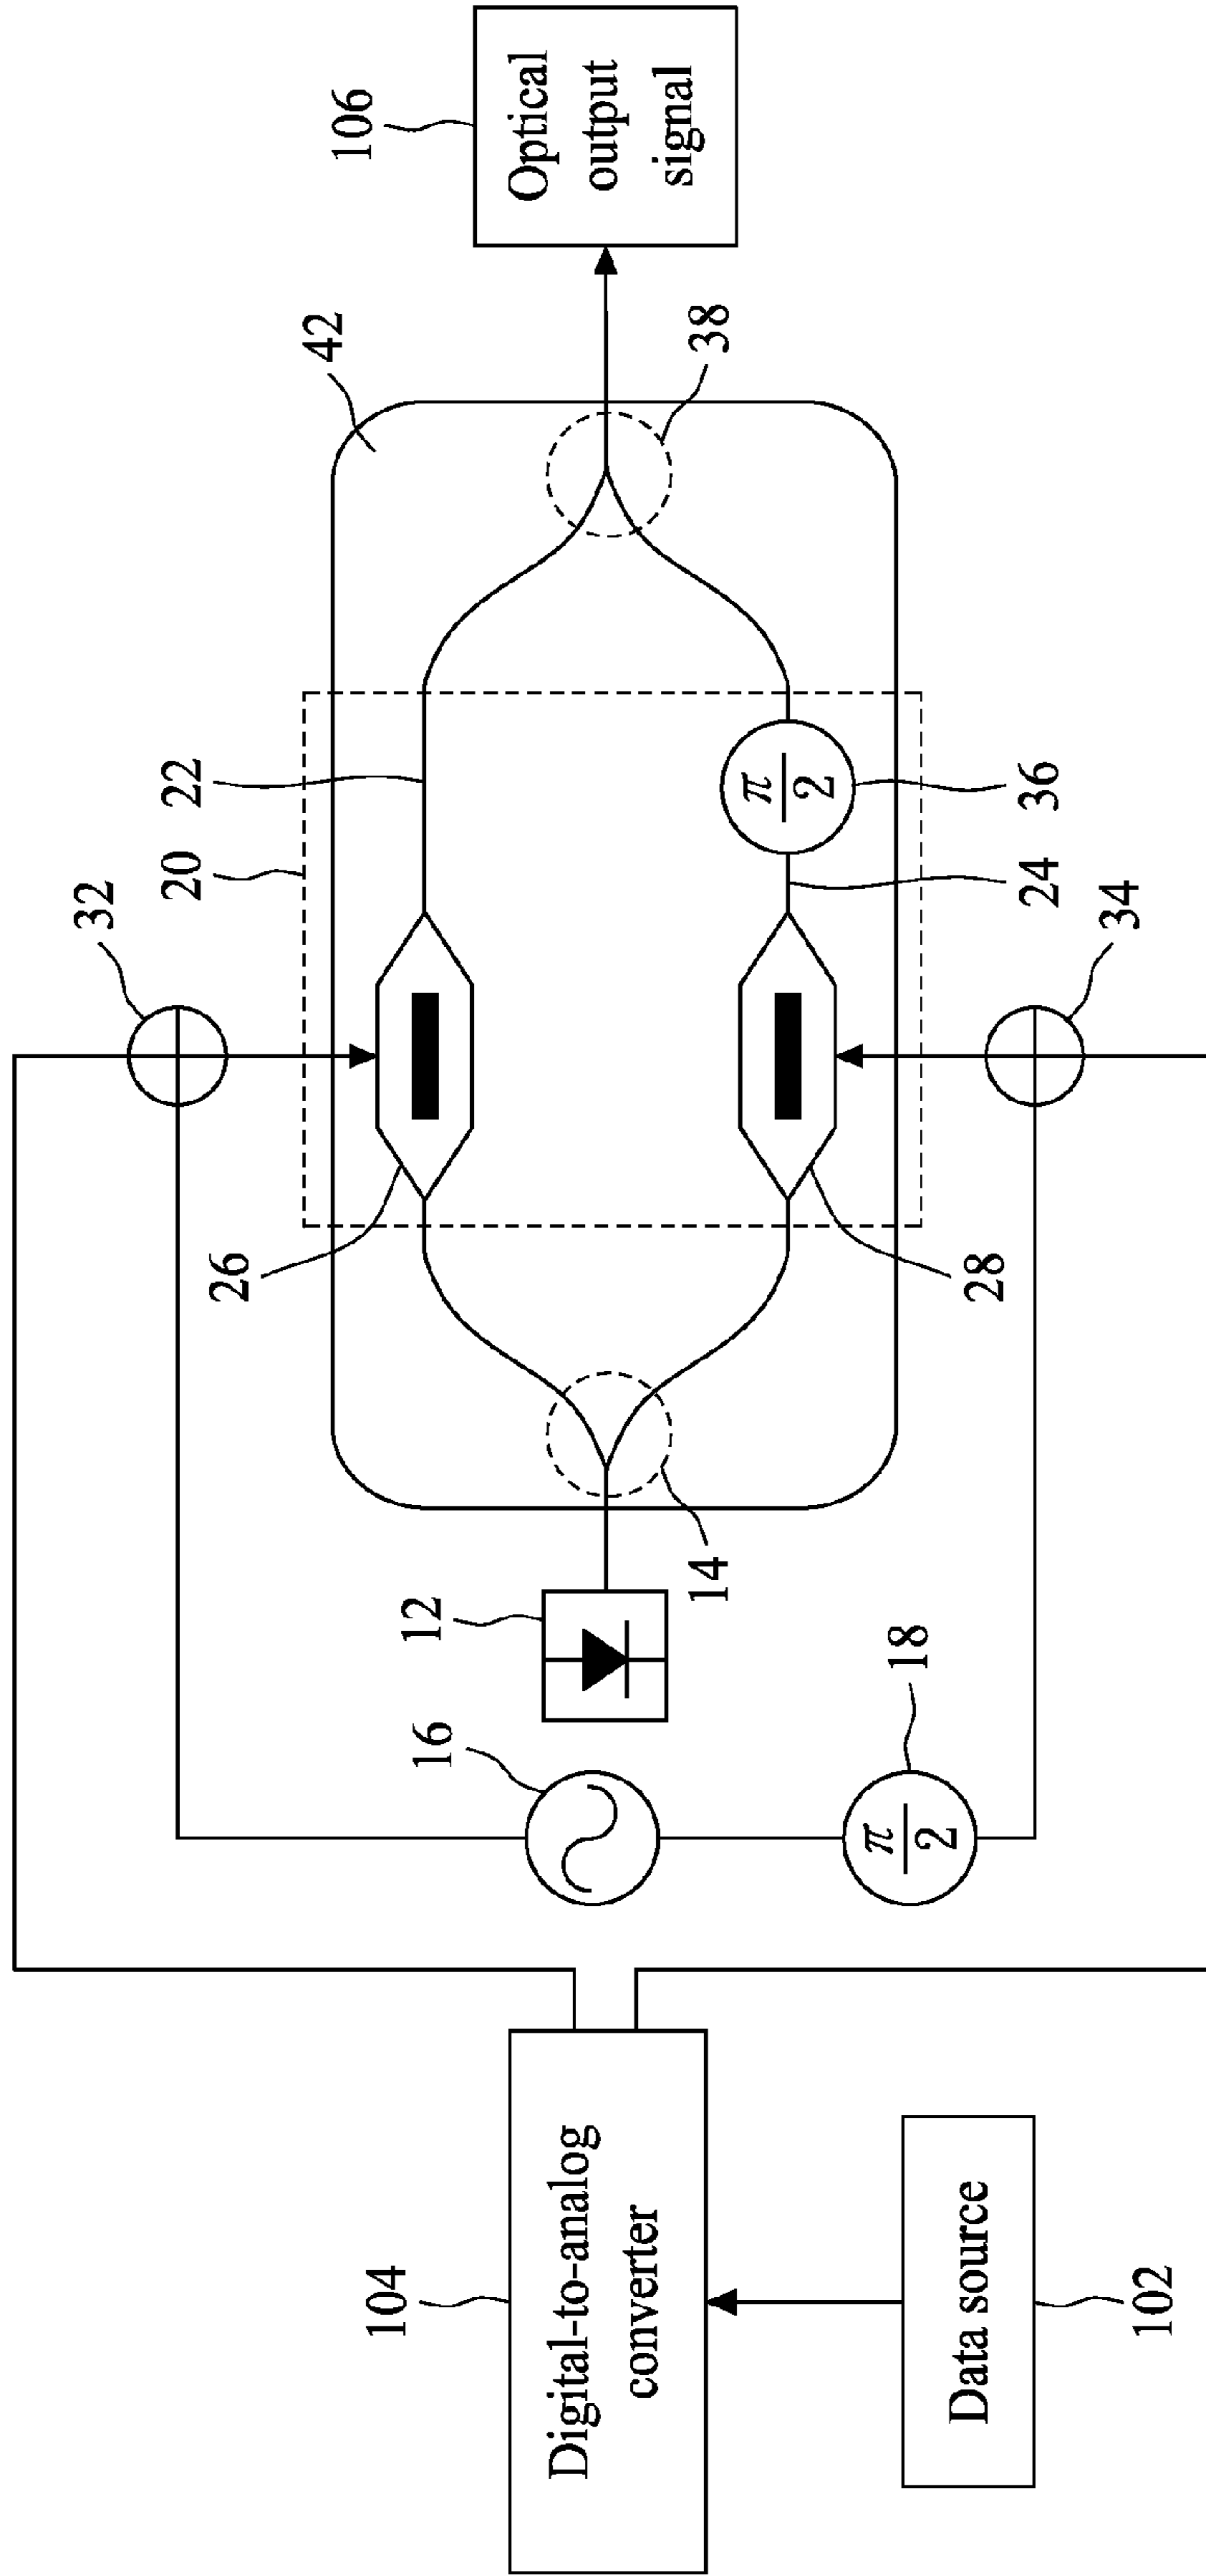 104
Digital-to-analog
converter
Data source
102
16
π
2
18
12
14
32
20
22
26
28
π
2
36
24
34
42
38
106
Optical
output
signal